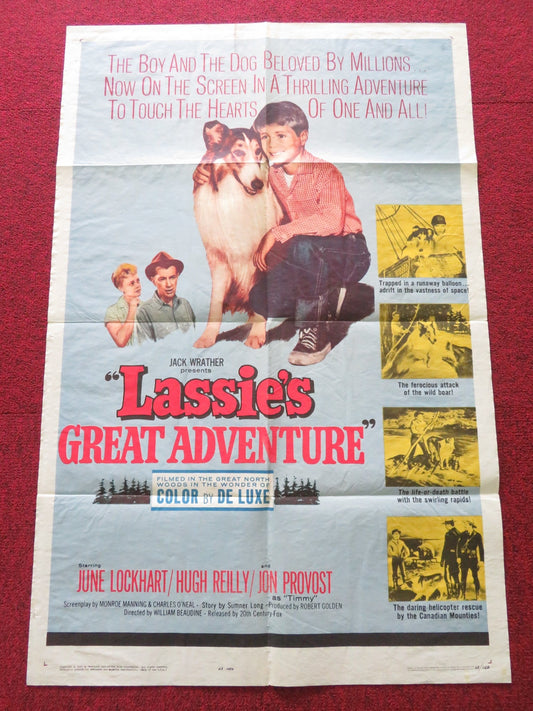 THE BOY AND THE DOG BELOVED BY MILLIONS ...
NOW ON THE SCREEN IN A THRILLING ADVENTURE
TO TOUCH THE HEARTS OF ONE AND ALL!
Trapped in a runaway balloon...
adrift in the vastness of space!
The ferocious attack
of the wild boar!
The life-or-death battle
with the swirling rapids!
The daring helicopter rescue
by the Canadian Mounties!
JACK WRATHER
presents
"Lassie's
GREAT ADVENTURE"
FILMED IN THE GREAT NORTH
WOODS IN THE WONDER OF
COLOR BY DE LUXE
Starring
and
JUNE LOCKHART/HUGH REILLY/JON PROVOST
as "Timmy"
Screenplay by MONROE MANNING & CHARLES O'NEAL - Story by Sumner Long - Produced by ROBERT GOLDEN
Directed by WILLIAM BEAUDINE - Released by 20th Century-Fox